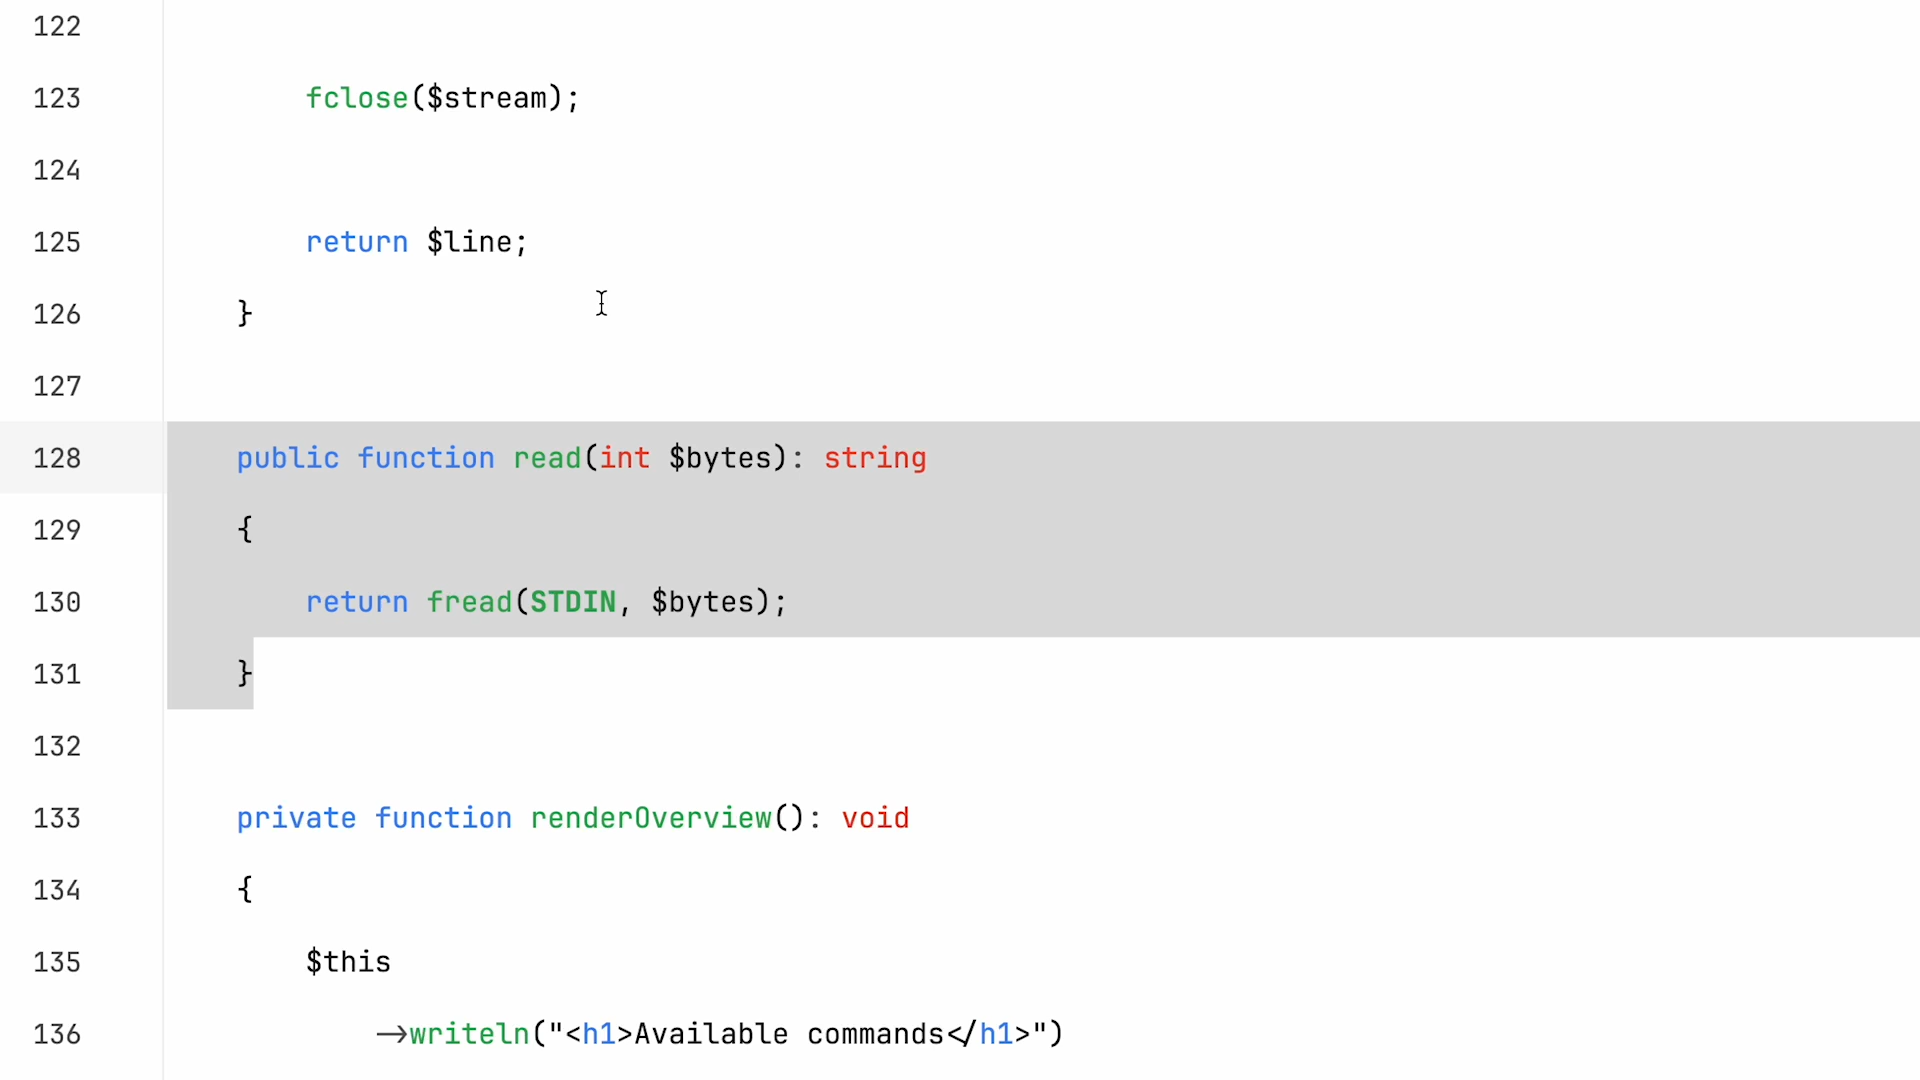 122
123 fclose($stream);
124
125 return $line;
126 }
127
128 public function read(int $bytes): string
129 {
130 return fread(STDIN, $bytes);
131 }
132
133 private function renderOverview(): void
134 {
135 $this
136 ->writeln("<h1>Available commands</h1>")